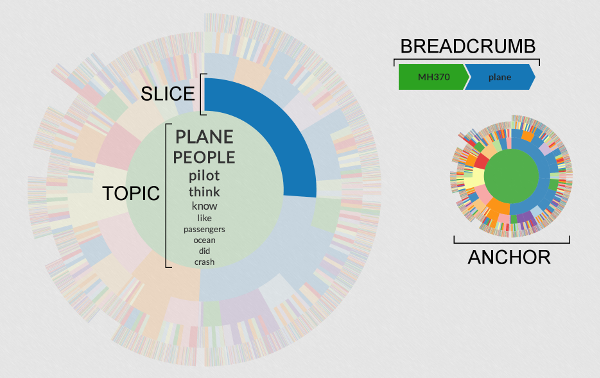 BREADCRUMB
MH370 plane
SLICE
TOPIC
PLANE
PEOPLE
pilot
think
know
like
passengers
ocean
did
crash
ANCHOR